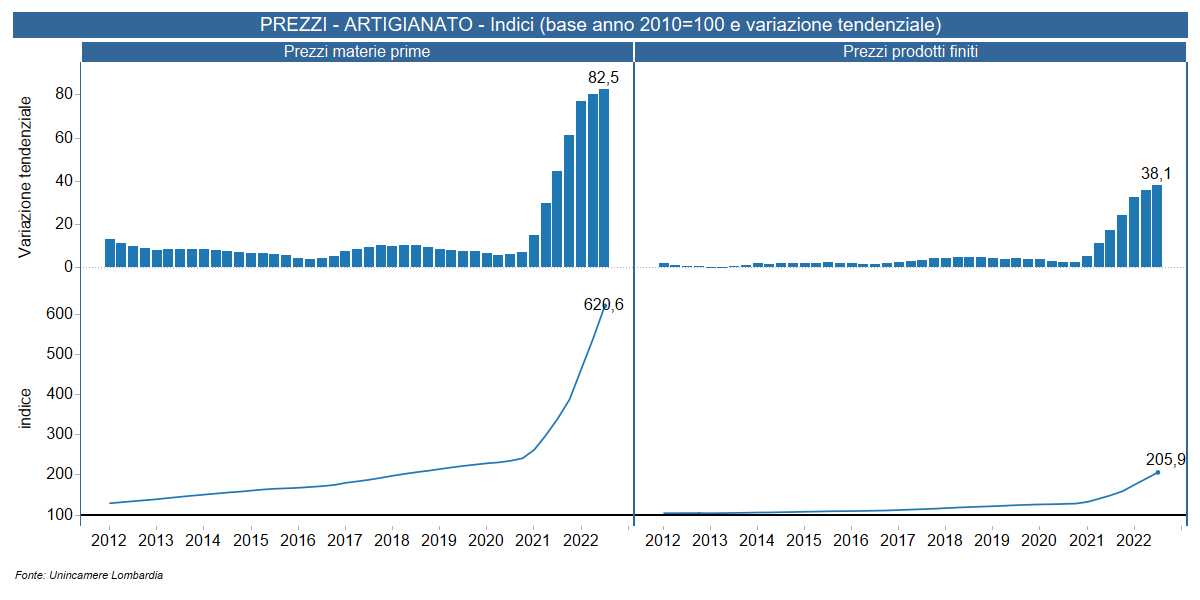 PREZZI - ARTIGIANATO - Indici (base anno 2010=100 e variazione tendenziale)
Prezzi materie prime
Prezzi prodotti finiti
Variazione tendenziale
80
60
40
20
0
82,5
38,1
indice
600
500
400
300
200
100
620,6
205,9
2012 2013 2014 2015 2016 2017 2018 2019 2020 2021 2022
2012 2013 2014 2015 2016 2017 2018 2019 2020 2021 2022
Fonte: Unincamere Lombardia